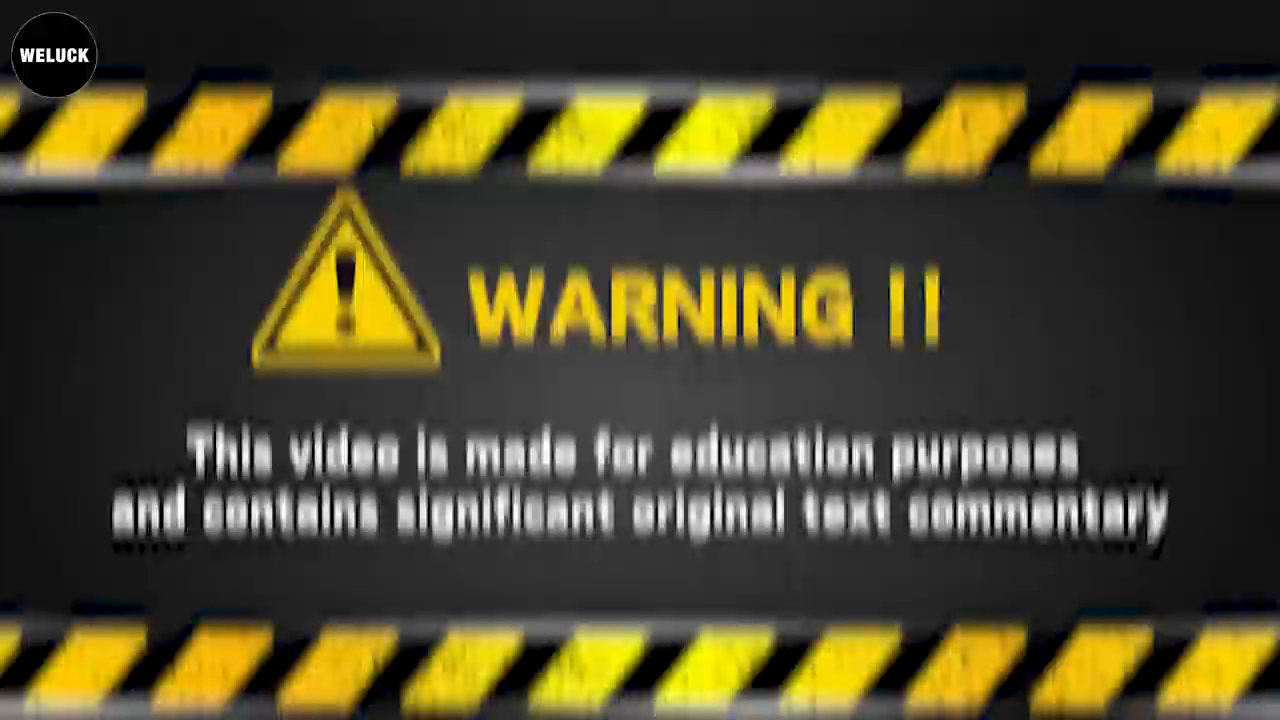 WELUCK
WARNING !!
This video is made for education purposes
and contains significant original text commentary